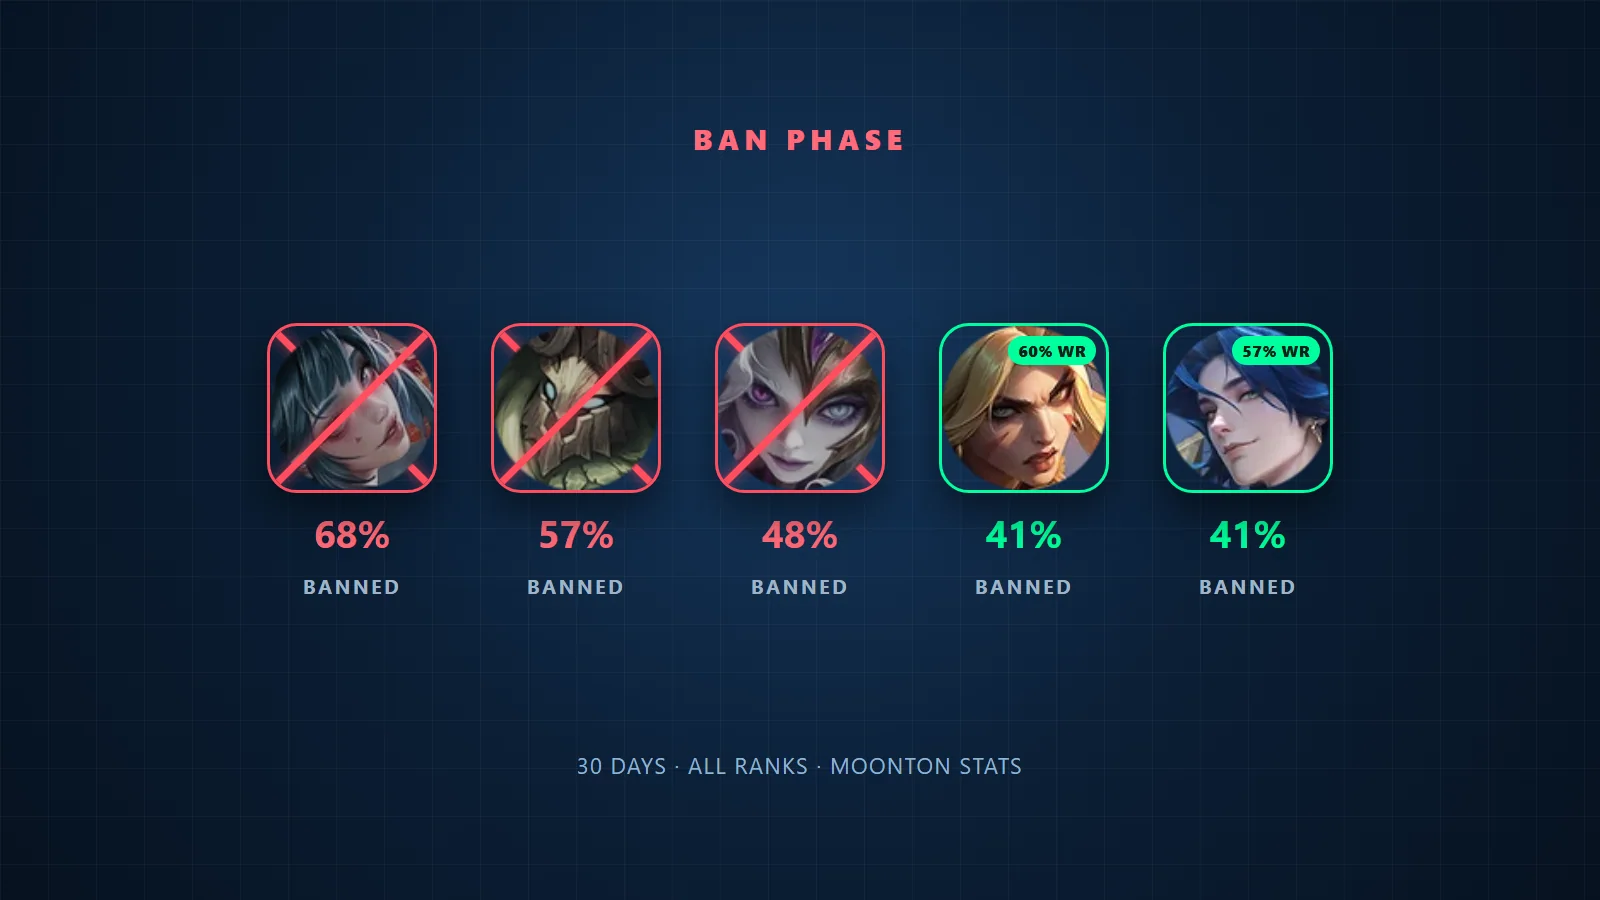 BAN PHASE
60% WR
57% WR
68%
57%
48%
41%
41%
BANNED
BANNED
BANNED
BANNED
BANNED
30 DAYS · ALL RANKS · MOONTON STATS